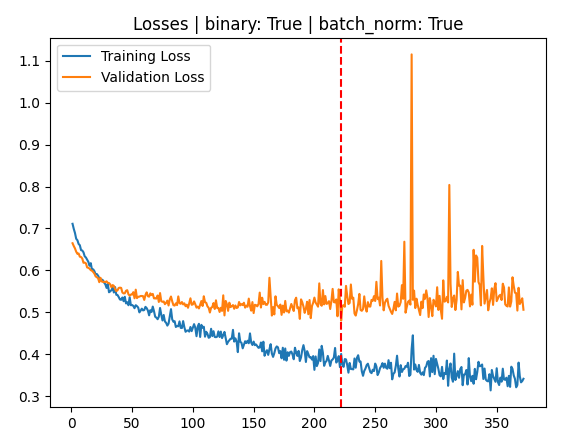 Losses | binary: True | batch_norm: True
Training Loss
Validation Loss
1.1
1.0
0.9
0.8
0.7
0.6
0.5
0.4
0.3
0 50 100 150 200 250 300 350